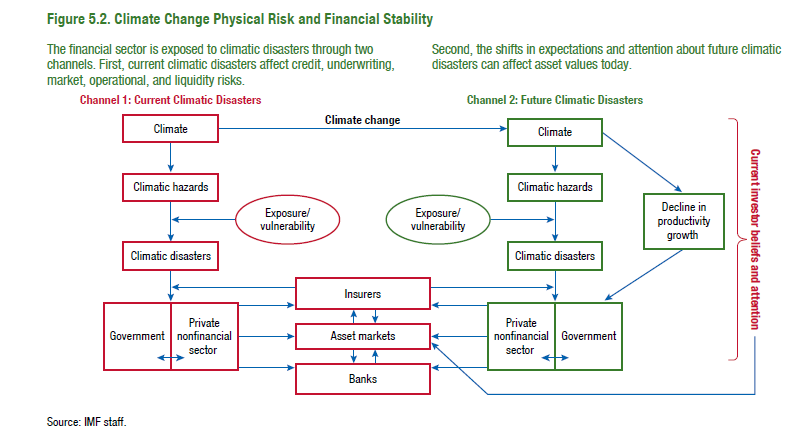 Figure 5.2. Climate Change Physical Risk and Financial Stability
The financial sector is exposed to climatic disasters through two
channels. First, current climatic disasters affect credit, underwriting,
market, operational, and liquidity risks.
Second, the shifts in expectations and attention about future climatic
disasters can affect asset values today.
Channel 1: Current Climatic Disasters
Channel 2: Future Climatic Disasters
Climate
Climate change
Climate
Climatic hazards
Climatic hazards
Exposure/
vulnerability
Exposure/
vulnerability
Decline in
productivity
growth
Climatic disasters
Climatic disasters
Insurers
Government
Private
nonfinancial
sector
Asset markets
Private
nonfinancial
sector
Government
Banks
Current investor beliefs and attention
Source: IMF staff.